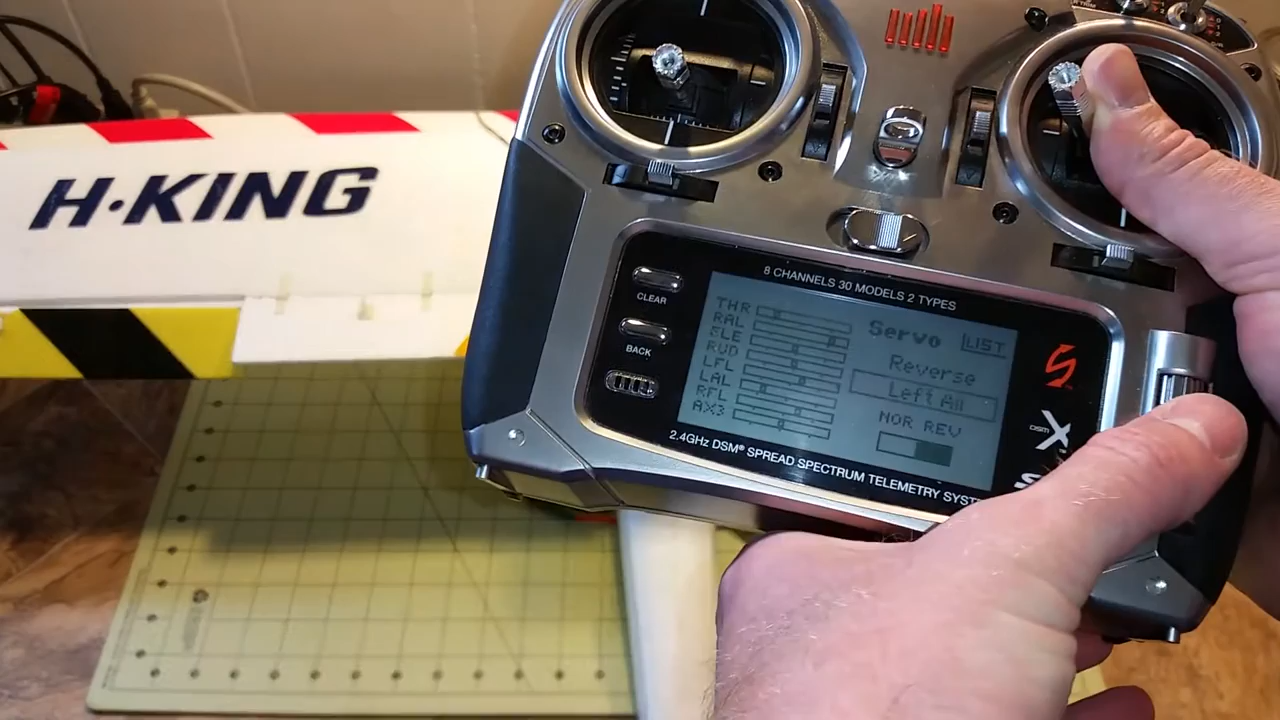 H·KING
8 CHANNELS 30 MODELS 2 TYPES
CLEAR
BACK
THR
RAL
ELE
RUD
LFL
LAL
RFL
AX3
Servo
LIST
Reverse
Left Ail
NOR REV
2.4GHz DSM® SPREAD SPECTRUM TELEMETRY SYST
DSM X